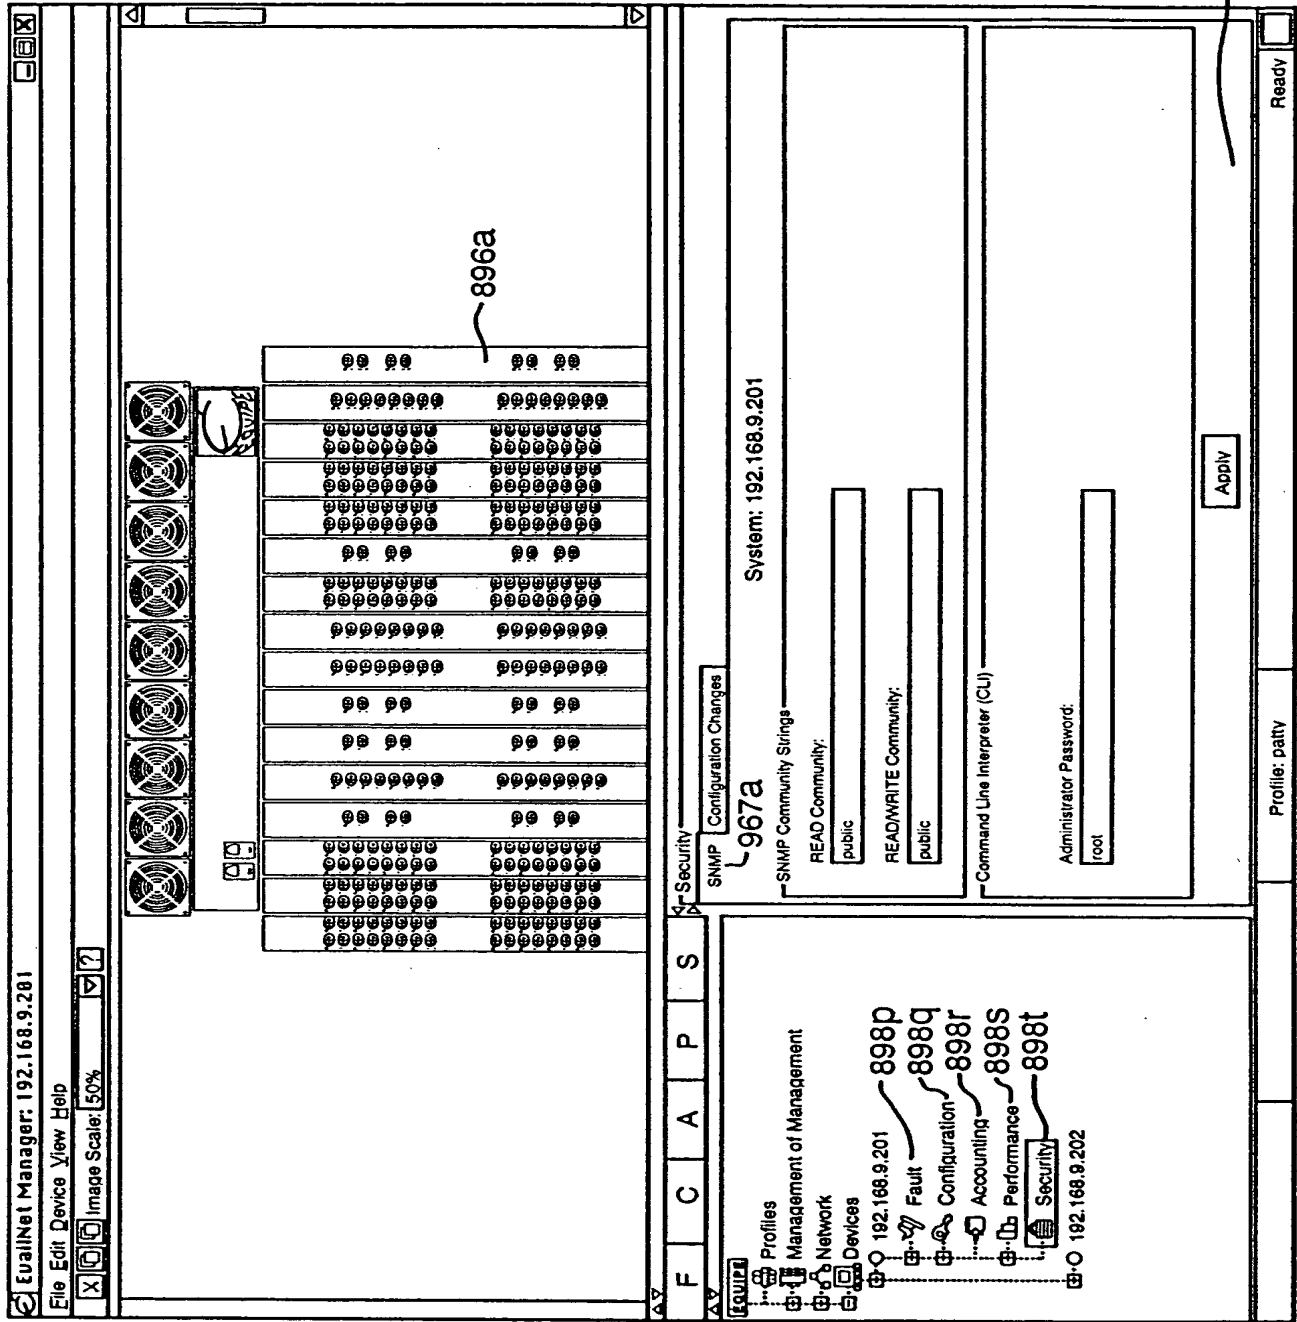 EuallNet Manager: 192.168.9.201
File Edit Device View Help
X
Image Scale: 50%
?
X
EQUIPE
896a
F
C
A
P
S
EQUIPE
Profiles
Management of Management
Network
Devices
192.168.9.201
Fault
898p
Configuration
898q
Accounting
898r
Performance
898s
Security
898t
192.168.9.202
Security
SNMP
Configuration Changes
967a
System: 192.168.9.201
SNMP Community Strings
READ Community:
public
READ/WRITE Community:
public
Command Line Interpreter (CLI)
Administrator Password:
root
Apply
Profile: patty
Ready